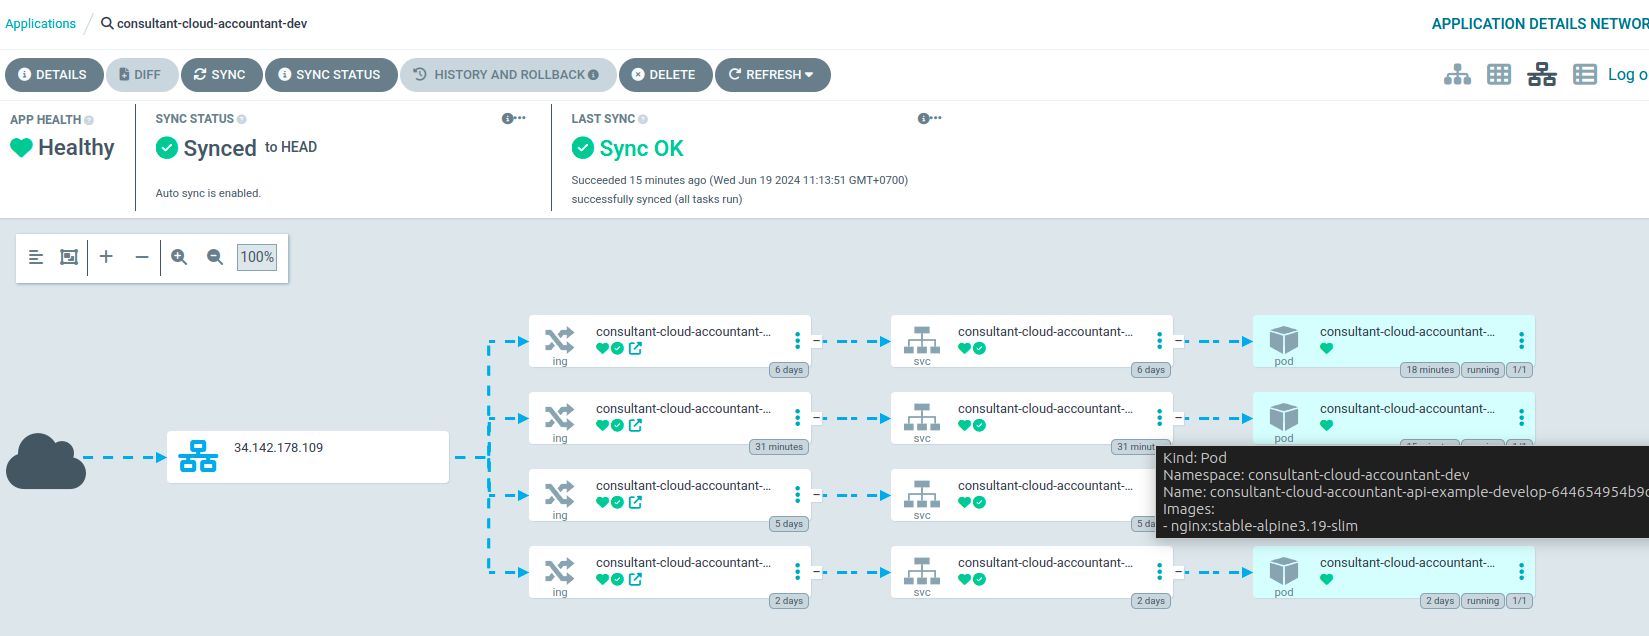 Applications / consultant-cloud-accountant-dev
APPLICATION DETAILS NETWOR
DETAILS DIFF SYNC SYNC STATUS HISTORY AND ROLLBACK DELETE REFRESH
Log o
APP HEALTH
Healthy
SYNC STATUS
Synced to HEAD
Auto sync is enabled.
LAST SYNC
Sync OK
Succeeded 15 minutes ago (Wed Jun 19 2024 11:13:51 GMT+0700)
successfully synced (all tasks run)
100%
34.142.178.109
consultant-cloud-accountant-...
ing
6 days
consultant-cloud-accountant-...
svc
6 days
consultant-cloud-accountant-...
pod
18 minutes running 1/1
consultant-cloud-accountant-...
ing
31 minutes
consultant-cloud-accountant-...
svc
31 minut
consultant-cloud-accountant-...
pod
consultant-cloud-accountant-...
ing
5 days
consultant-cloud-accountant-...
svc
5 da
Kind: Pod
Namespace: consultant-cloud-accountant-dev
Name: consultant-cloud-accountant-api-example-develop-644654954b9c
Images:
- nginx:stable-alpine3.19-slim
consultant-cloud-accountant-...
ing
2 days
consultant-cloud-accountant-...
svc
2 days
consultant-cloud-accountant-...
pod
2 days running 1/1